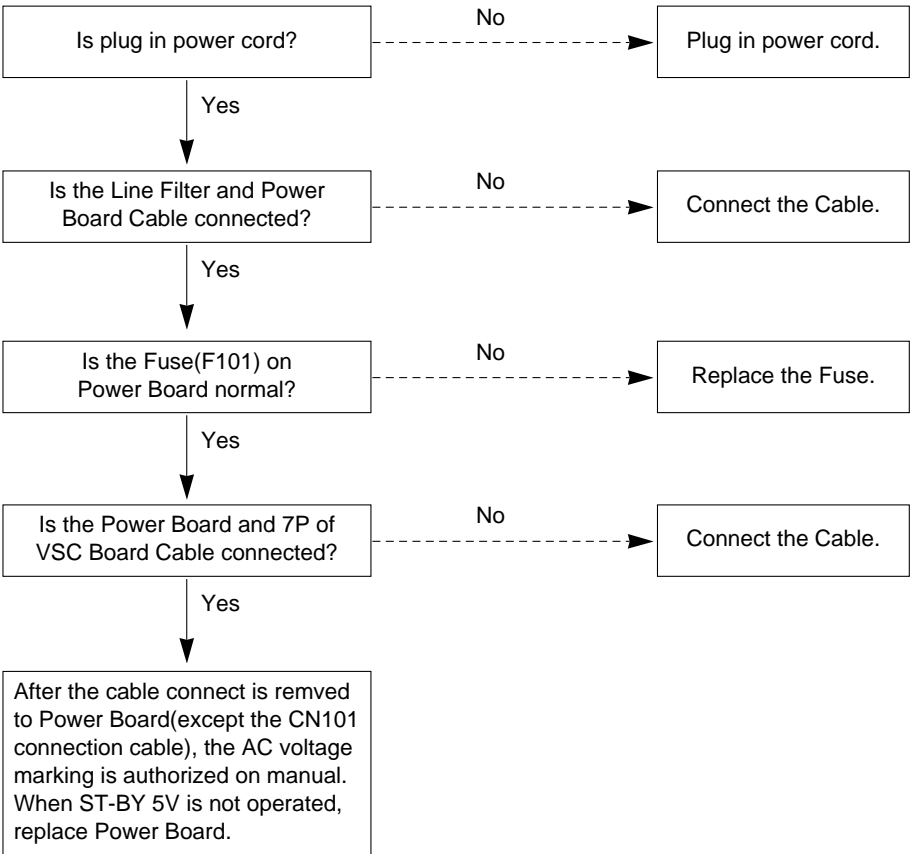 Is plug in power cord?
No
Plug in power cord.
Yes
Is the Line Filter and Power
Board Cable connected?
No
Connect the Cable.
Yes
Is the Fuse(F101) on
Power Board normal?
No
Replace the Fuse.
Yes
Is the Power Board and 7P of
VSC Board Cable connected?
No
Connect the Cable.
Yes
After the cable connect is remved
to Power Board(except the CN101
connection cable), the AC voltage
marking is authorized on manual.
When ST-BY 5V is not operated,
replace Power Board.